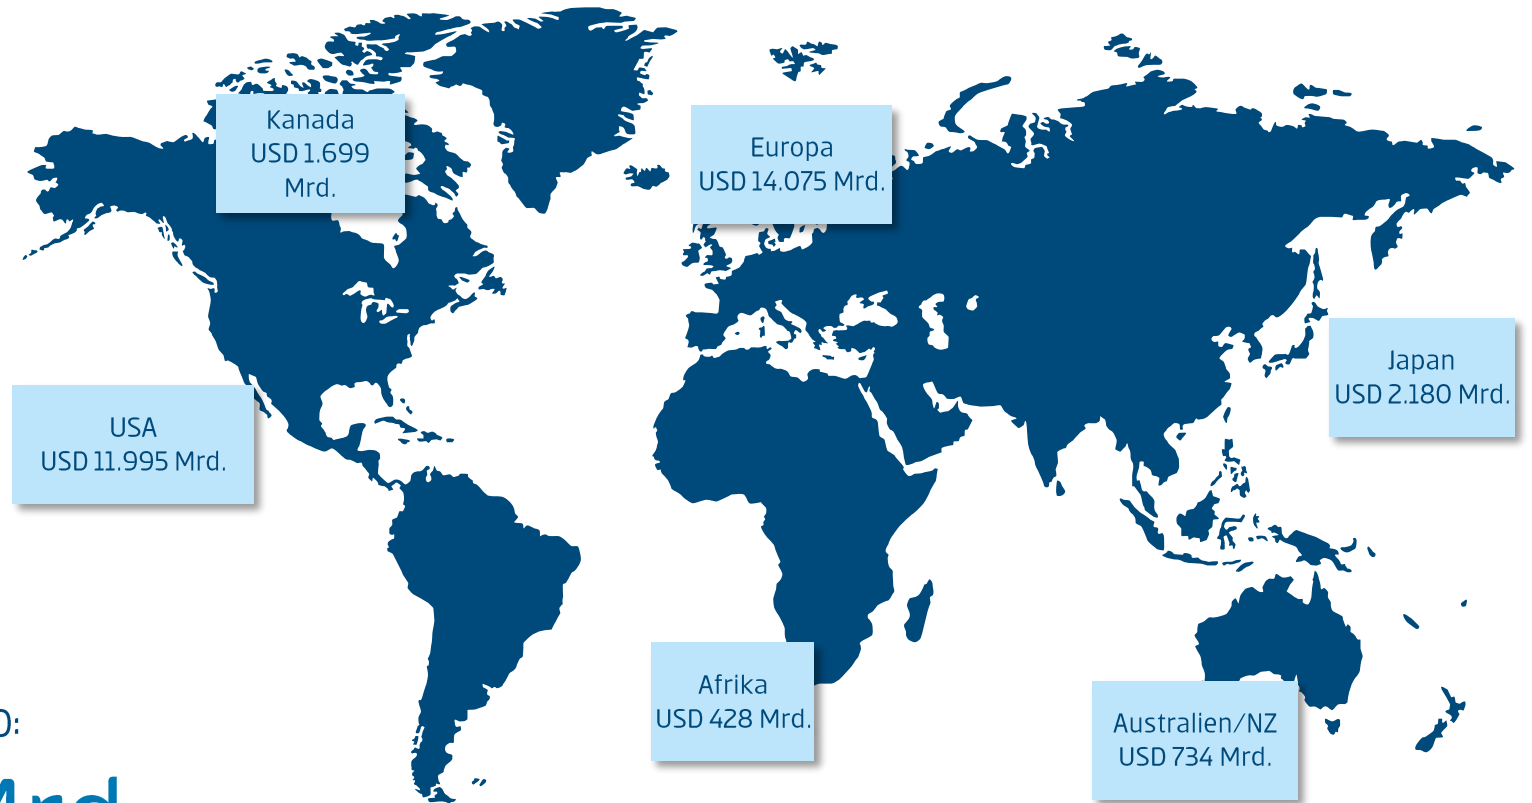 Kanada
USD 1.699
Mrd.
Europa
USD 14.075 Mrd.
Japan
USD 2.180 Mrd.
USA
USD 11.995 Mrd.
Afrika
USD 428 Mrd.
Australien/NZ
USD 734 Mrd.
0: